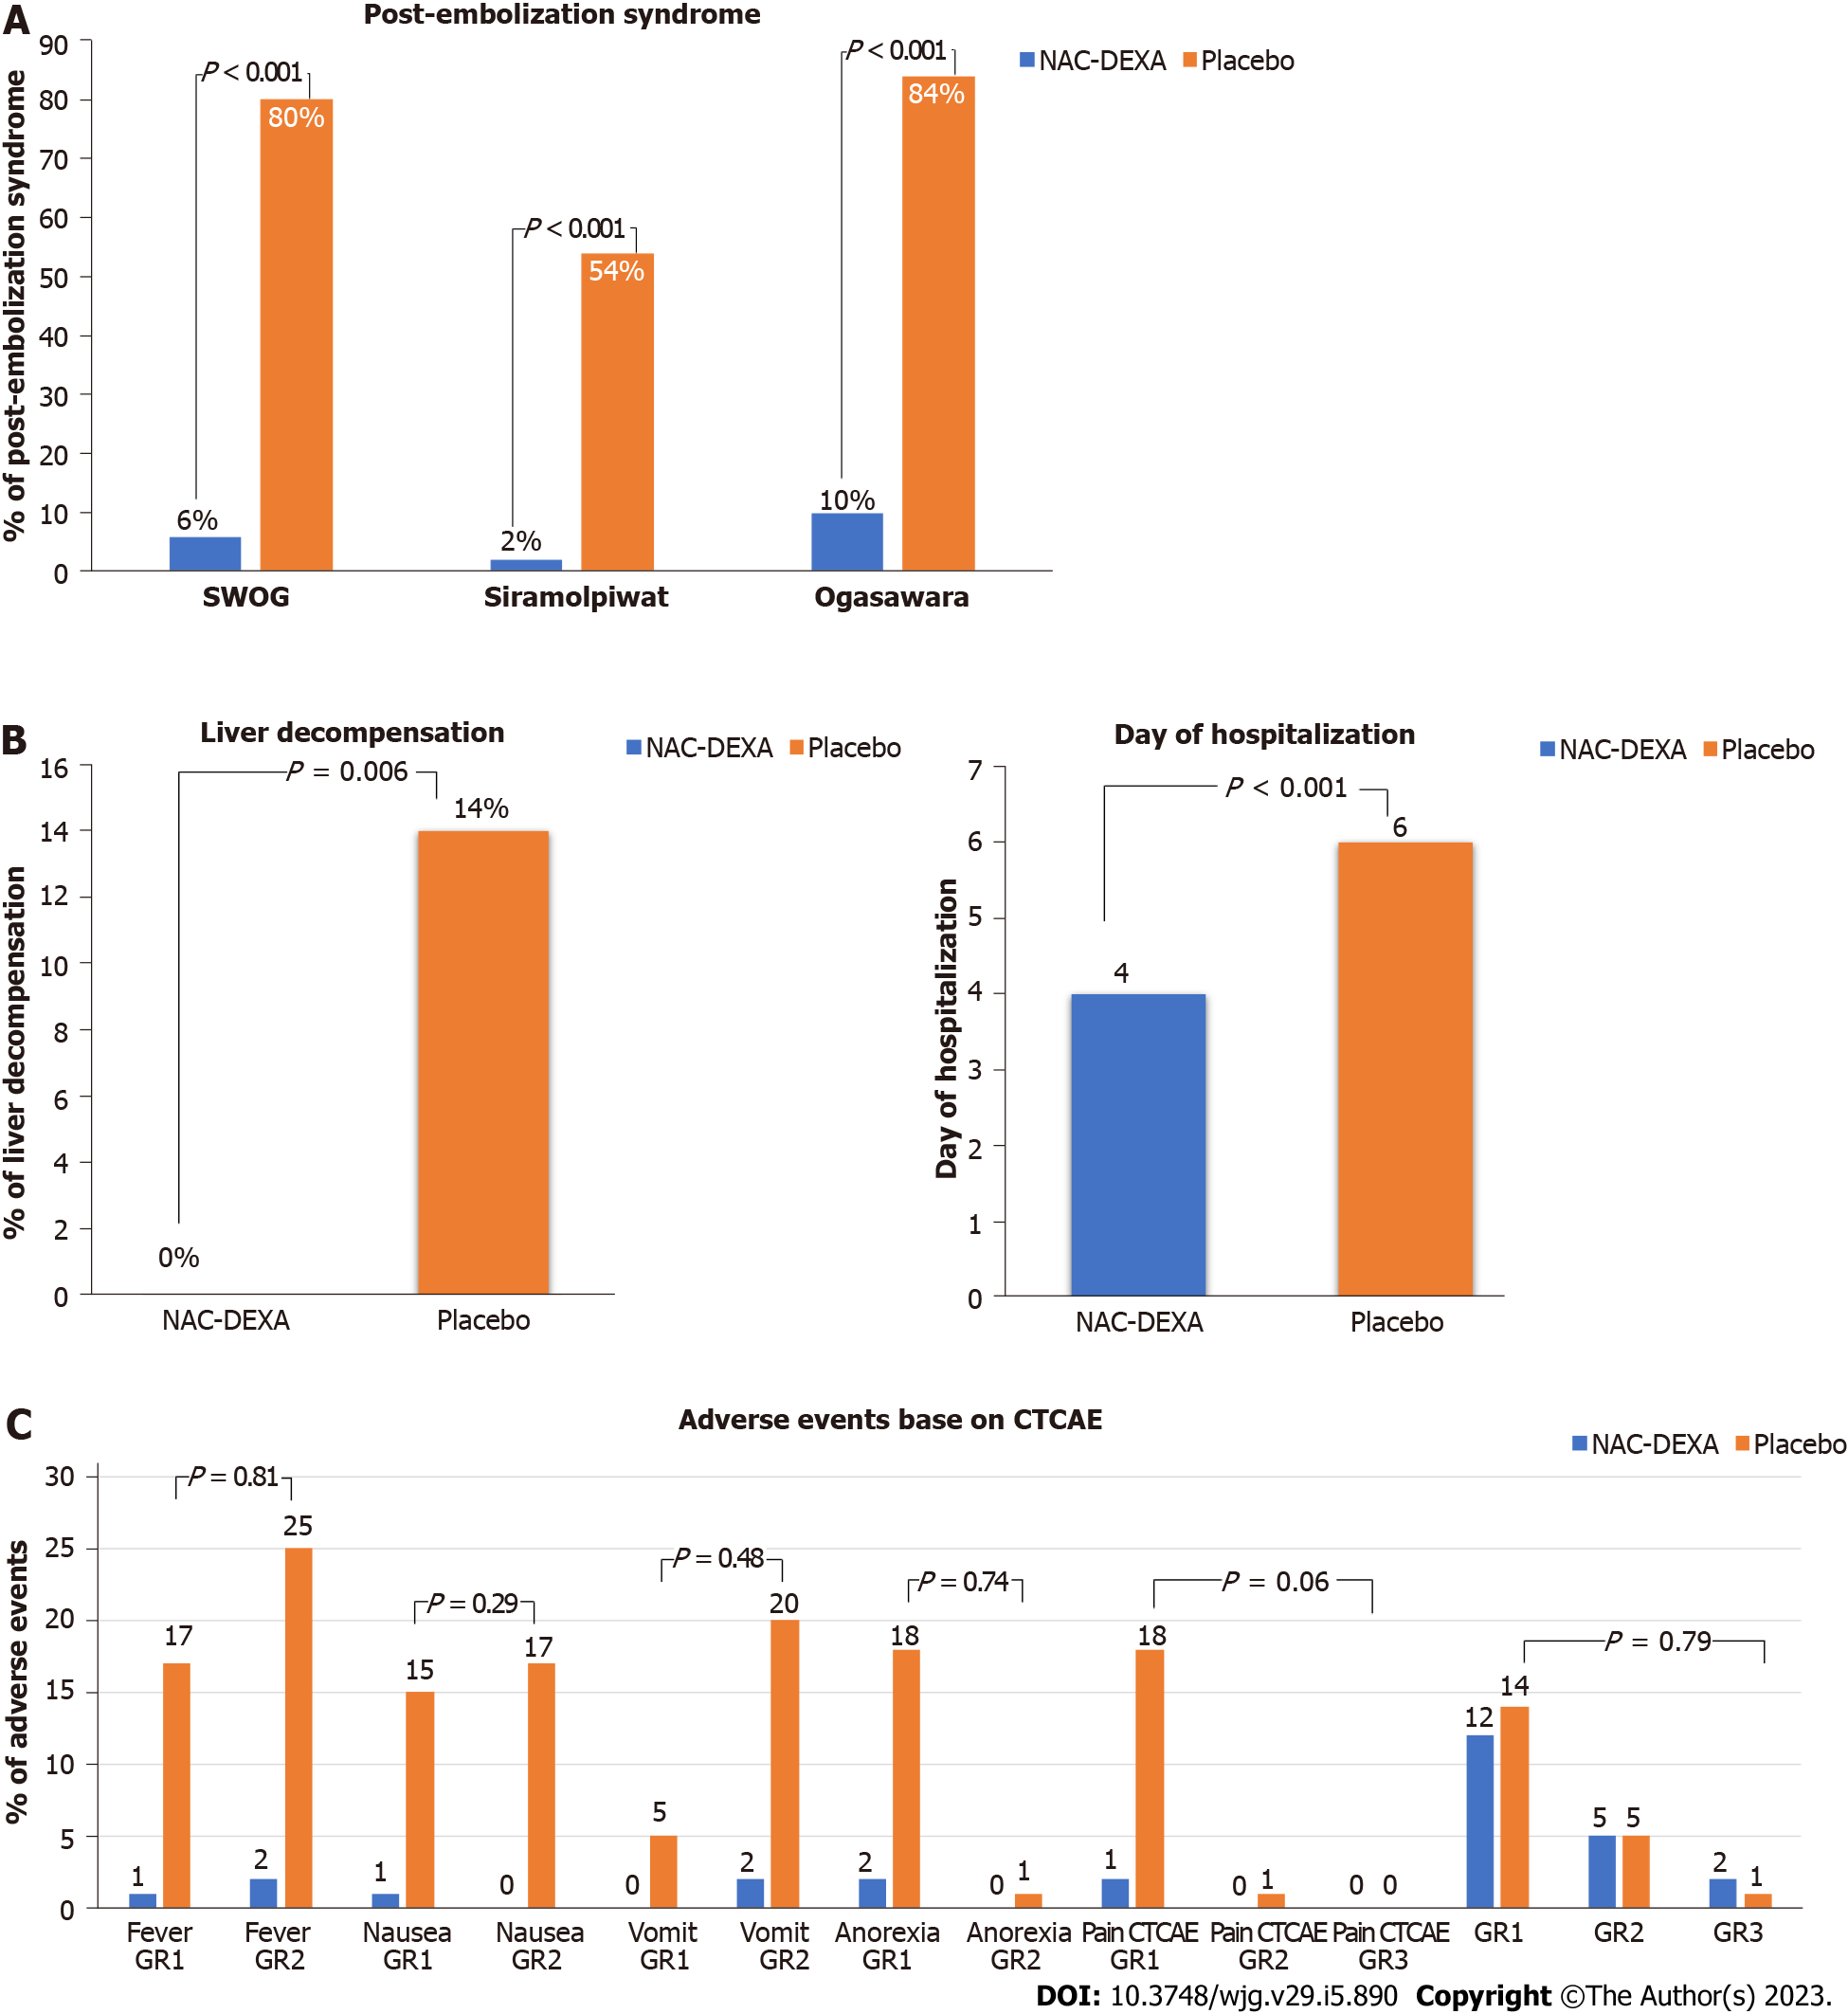 A
Post-embolization syndrome
NAC-DEXA Placebo
% of post-embolization syndrome
90
80
70
60
50
40
30
20
10
0
P < 0.001
6%
80%
P < 0.001
2%
54%
P < 0.001
10%
84%
SWOG Siramolpiwat Ogasawara
B
Liver decompensation
NAC-DEXA Placebo
% of liver decompensation
16
14
12
10
8
6
4
2
0
P = 0.006
0%
14%
NAC-DEXA Placebo
Day of hospitalization
NAC-DEXA Placebo
Day of hospitalization
7
6
5
4
3
2
1
0
P < 0.001
4
6
NAC-DEXA Placebo
C
Adverse events base on CTCAE
NAC-DEXA Placebo
% of adverse events
30
25
20
15
10
5
0
P = 0.81
P = 0.29
P = 0.48
P = 0.74
P = 0.06
P = 0.79
1 17 2 25 1 15 0 17 0 5 2 20 2 18 0 1 1 18 0 1 0 0 12 14 5 5 2 1
Fever Fever Nausea Nausea Vomit Vomit Anorexia Anorexia Pain CTCAE Pain CTCAE Pain CTCAE GR1 GR2 GR3
GR1 GR2 GR1 GR2 GR1 GR2 GR1 GR2 GR1 GR2 GR3
DOI: 10.3748/wjg.v29.i5.890 Copyright ©The Author(s) 2023.